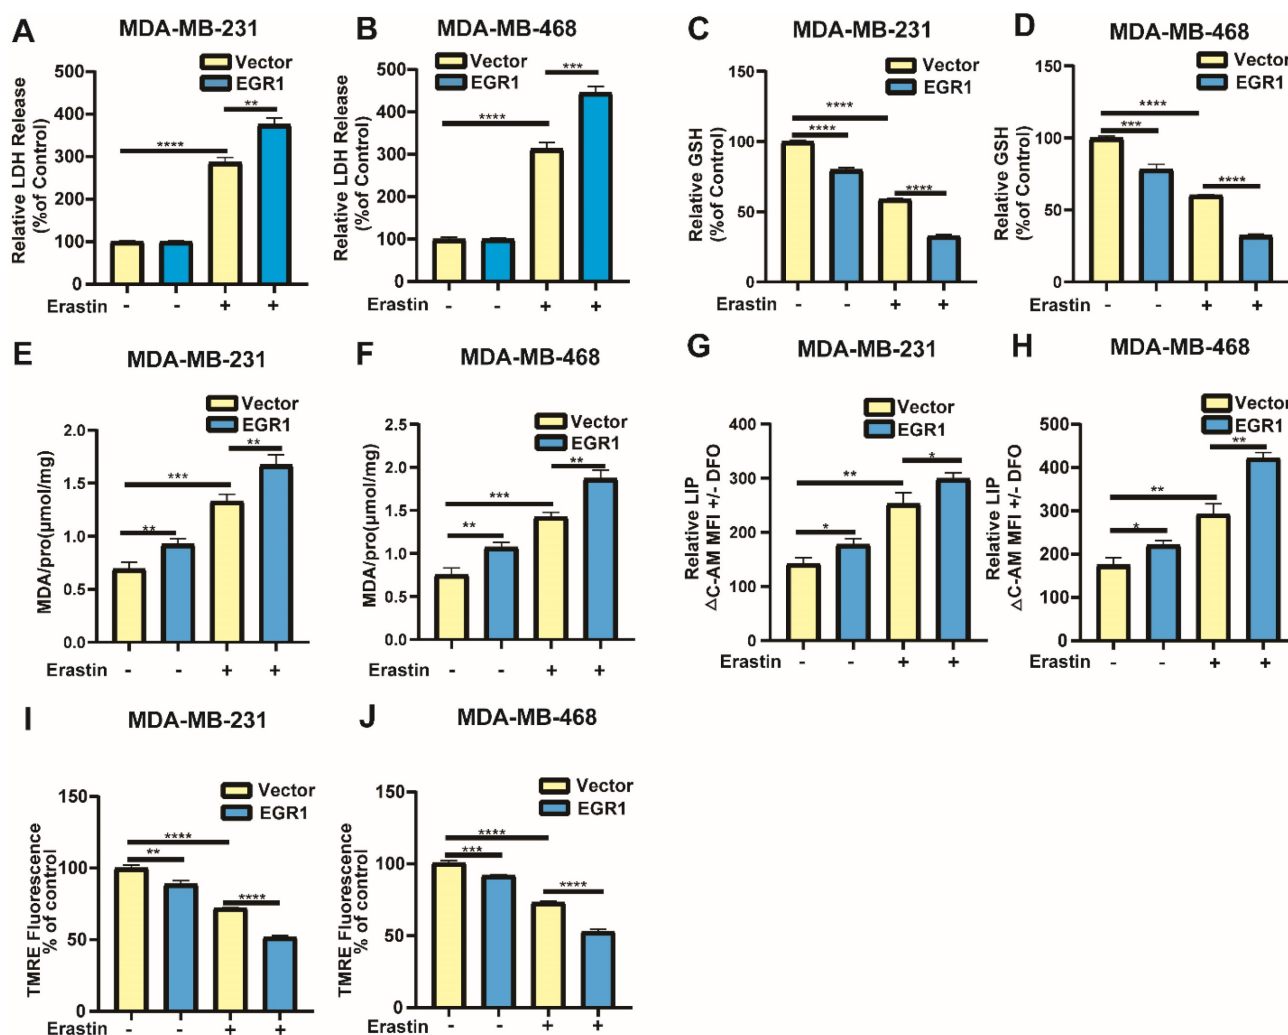 A
MDA-MB-231
Vector
EGR1
Relative LDH Release
(%of Control)
500
400
300
200
100
0
****
**
Erastin - - + +
B
MDA-MB-468
Vector
EGR1
Relative LDH Release
(%of Control)
500
400
300
200
100
0
****
***
Erastin - - + +
C
MDA-MB-231
Vector
EGR1
Relative GSH
(%of Control)
150
100
50
0
****
****
****
Erastin - - + +
D
MDA-MB-468
Vector
EGR1
Relative GSH
(%of Control)
150
100
50
0
****
***
****
Erastin - - + +
E
MDA-MB-231
Vector
EGR1
MDA/pro(μmol/mg)
2.0
1.5
1.0
0.5
0.0
**
***
**
Erastin - - + +
F
MDA-MB-468
Vector
EGR1
MDA/pro(μmol/mg)
2.5
2.0
1.5
1.0
0.5
0.0
**
***
**
Erastin - - + +
G
MDA-MB-231
Vector
EGR1
Relative LIP
△C-AM MFI +/- DFO
400
300
200
100
0
**
*
*
Erastin - - + +
H
MDA-MB-468
Vector
EGR1
Relative LIP
△C-AM MFI +/- DFO
500
400
300
200
100
0
**
**
*
Erastin - - + +
I
MDA-MB-231
Vector
EGR1
TMRE Fluorescence
% of control
150
100
50
0
****
**
****
Erastin - - + +
J
MDA-MB-468
Vector
EGR1
TMRE Fluorescence
% of control
150
100
50
0
****
***
****
Erastin - - + +